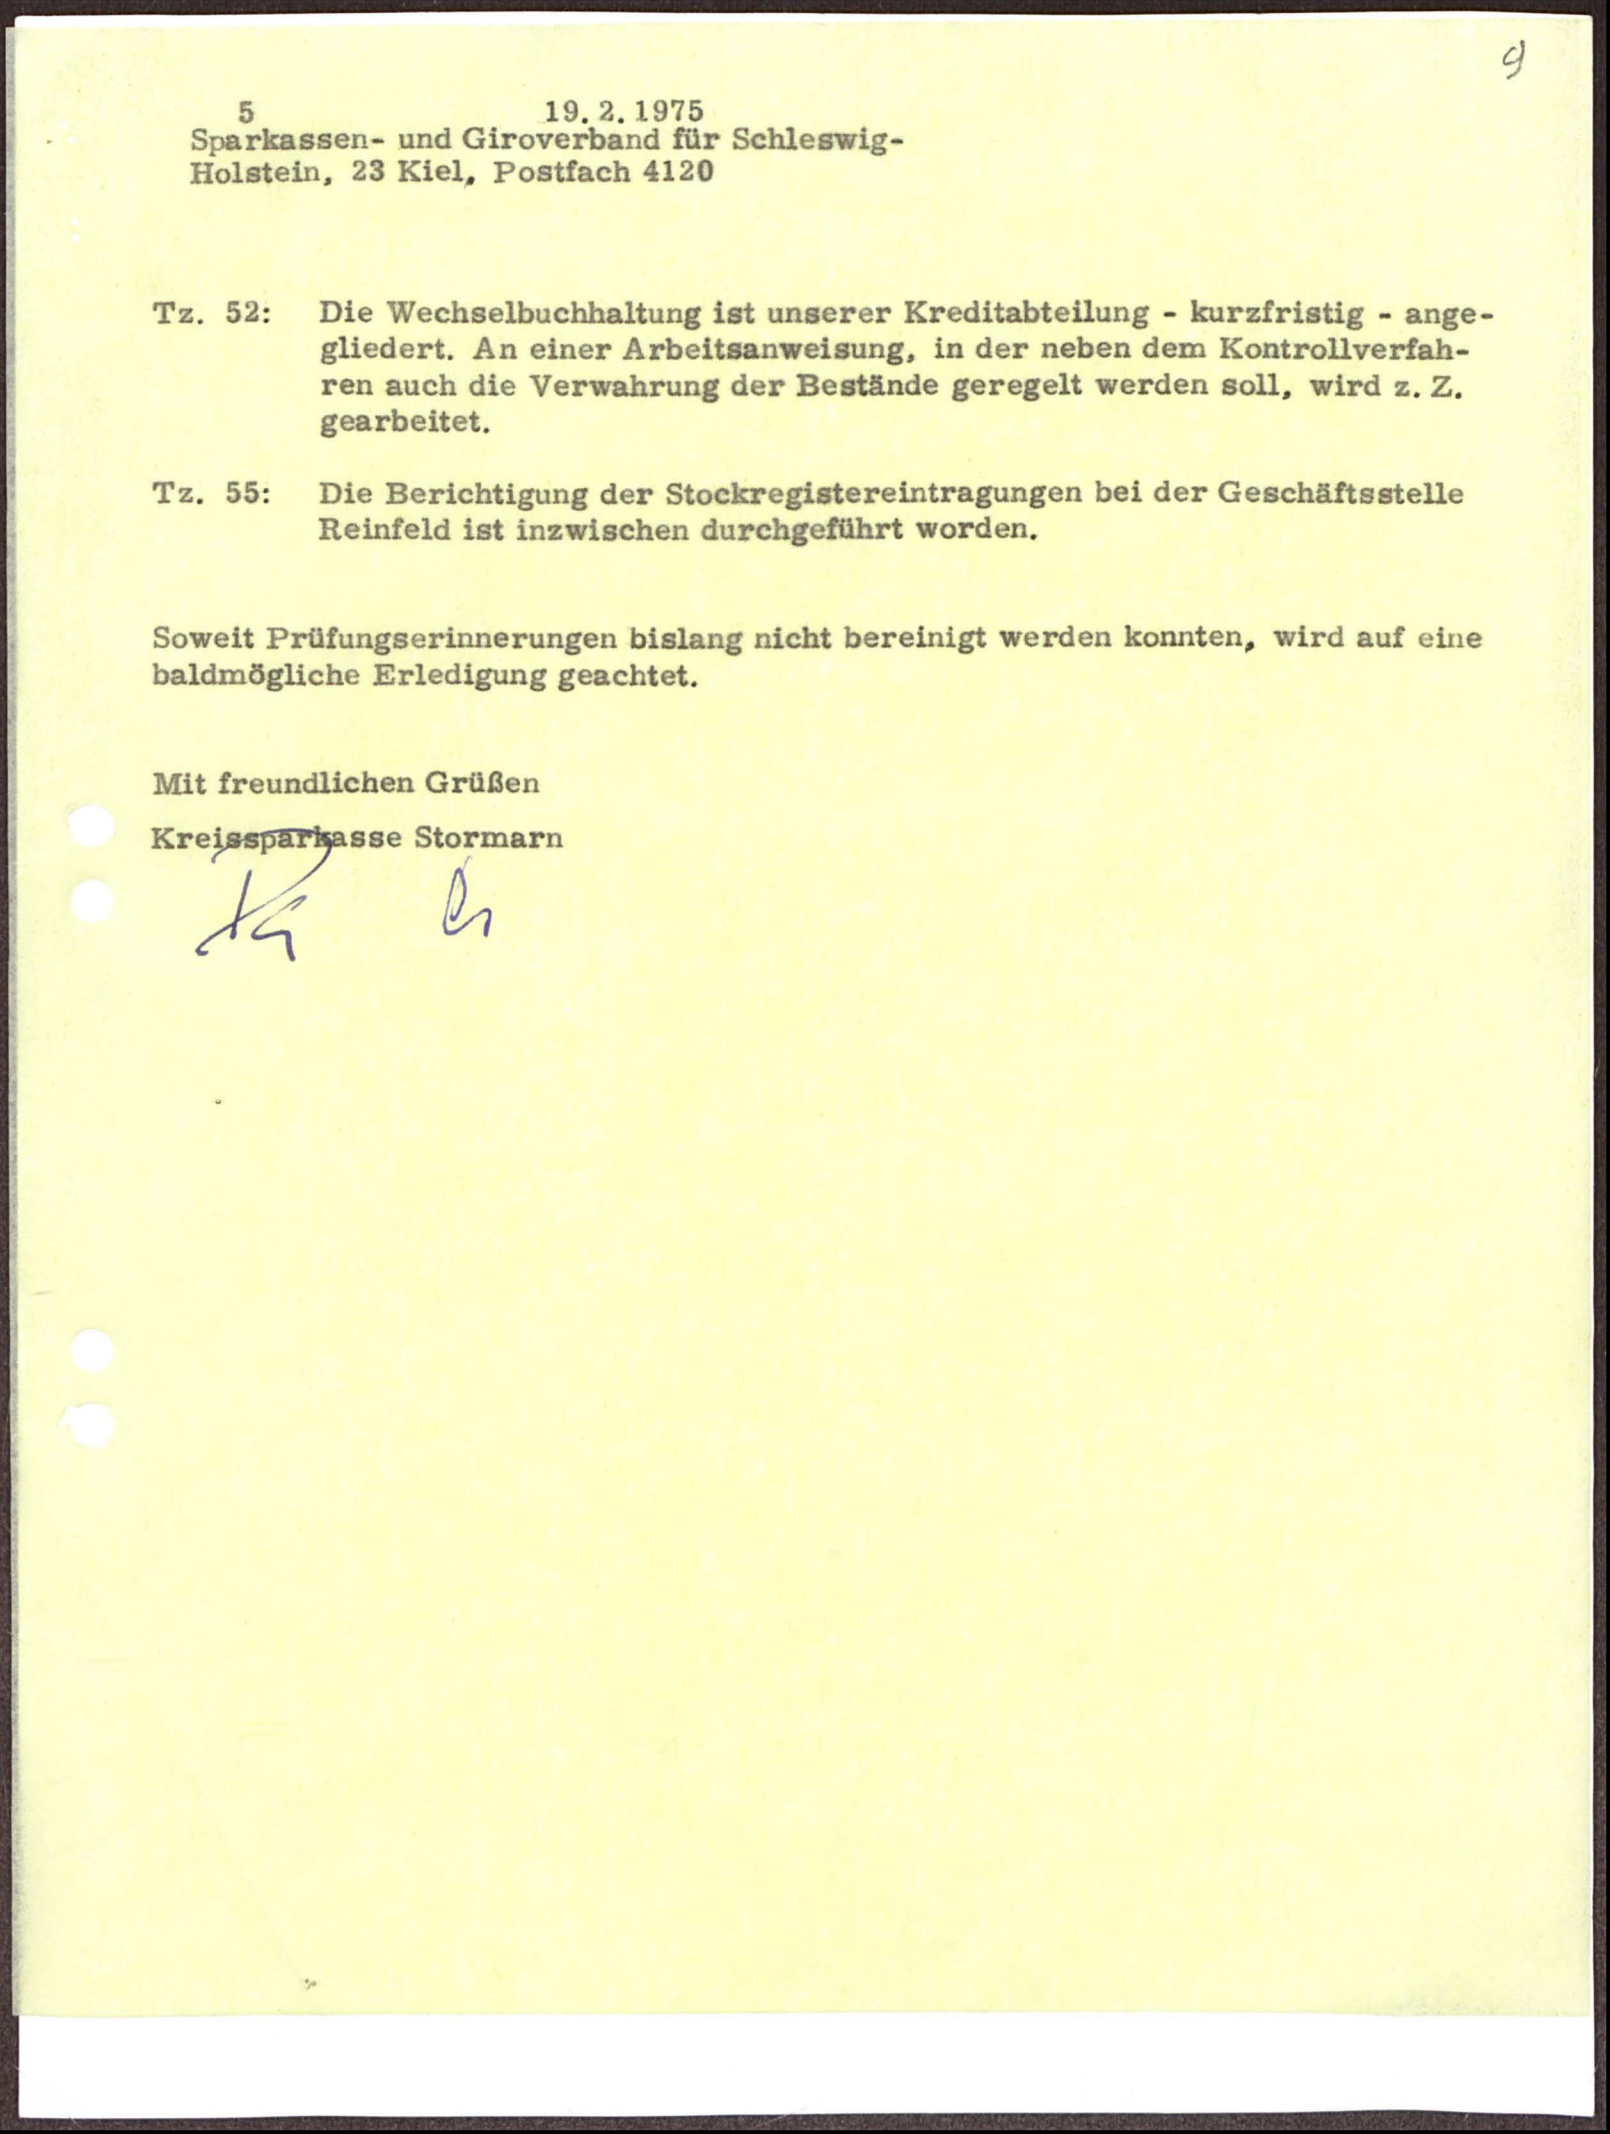 9
5 19. 2. 1975
Sparkassen- und Giroverband für Schleswig-
Holstein, 23 Kiel, Postfach 4120
Tz. 52: Die Wechselbuchhaltung ist unserer Kreditabteilung - kurzfristig - ange-
gliedert. An einer Arbeitsanweisung, in der neben dem Kontrollverfah-
ren auch die Verwahrung der Bestände geregelt werden soll, wird z. Z.
gearbeitet.
Tz. 55: Die Berichtigung der Stockregistereintragungen bei der Geschäftsstelle
Reinfeld ist inzwischen durchgeführt worden.
Soweit Prüfungserinnerungen bislang nicht bereinigt werden konnten, wird auf eine
baldmögliche Erledigung geachtet.
Mit freundlichen Grüßen
Kreissparkasse Stormarn